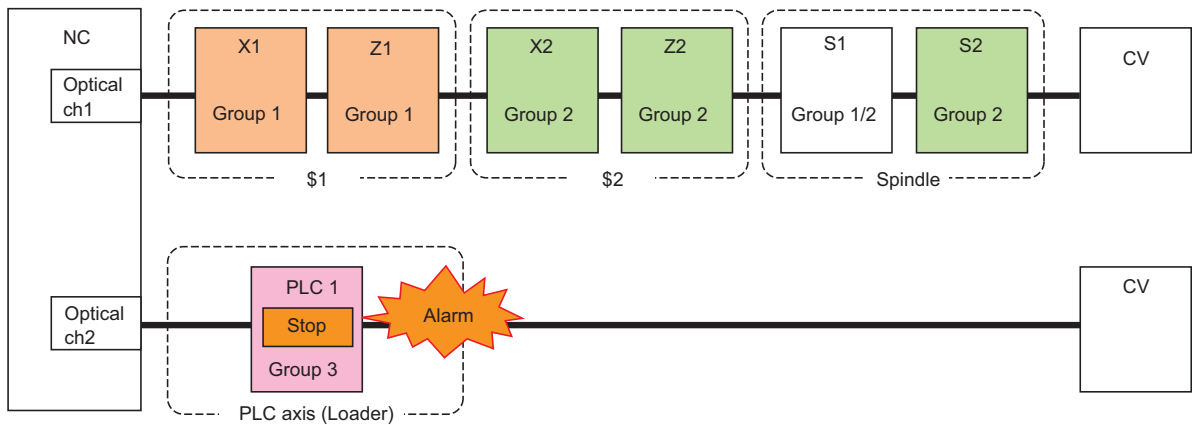 NC
Optical
ch1
X1
Group 1
Z1
Group 1
$1
X2
Group 2
Z2
Group 2
$2
S1
Group 1/2
S2
Group 2
Spindle
CV
Optical
ch2
PLC 1
Stop
Group 3
Alarm
PLC axis (Loader)
CV